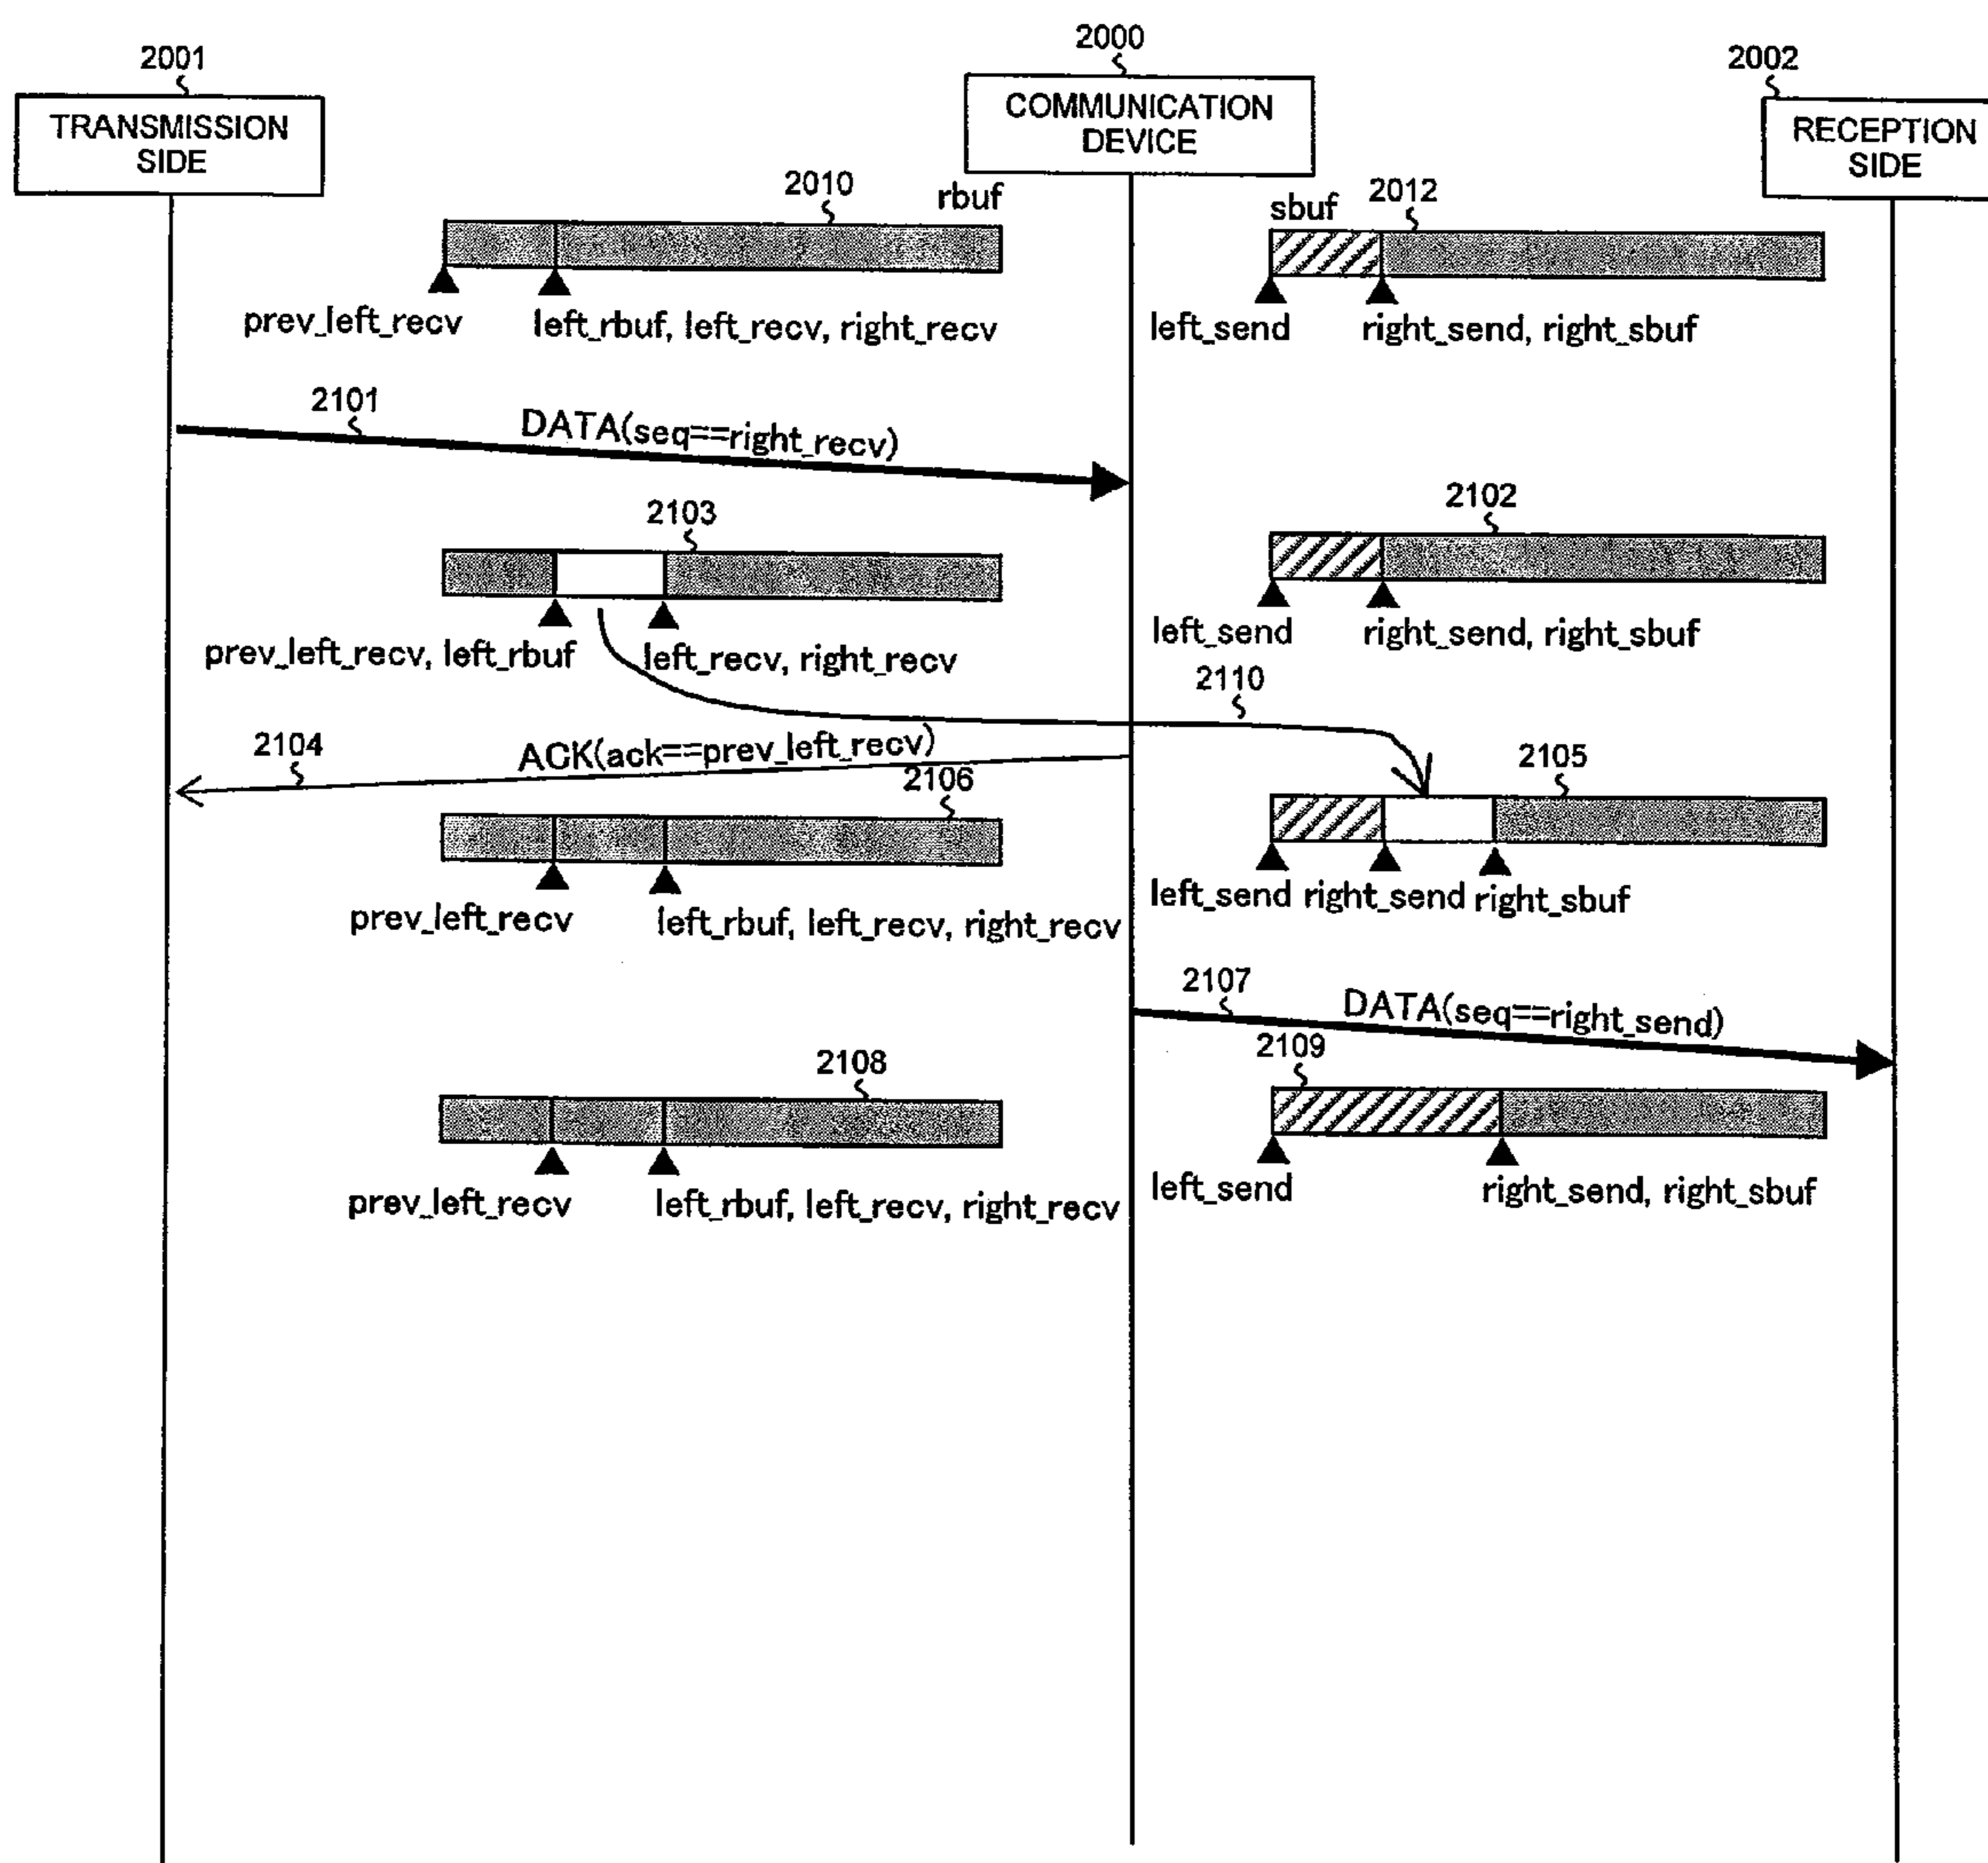 2001
2000
2002
TRANSMISSION
SIDE
COMMUNICATION
DEVICE
RECEPTION
SIDE
2010
rbuf
sbuf
2012
prev_left_recv
left_rbuf, left_recv, right_recv
left_send
right_send, right_sbuf
2101
DATA(seq==right_recv)
2103
2102
prev_left_recv, left_rbuf
left_recv, right_recv
left_send
right_send, right_sbuf
2110
2104
ACK(ack==prev_left_recv)
2106
2105
prev_left_recv
left_rbuf, left_recv, right_recv
left_send
right_send
right_sbuf
2107
DATA(seq==right_send)
2108
2109
prev_left_recv
left_rbuf, left_recv, right_recv
left_send
right_send, right_sbuf